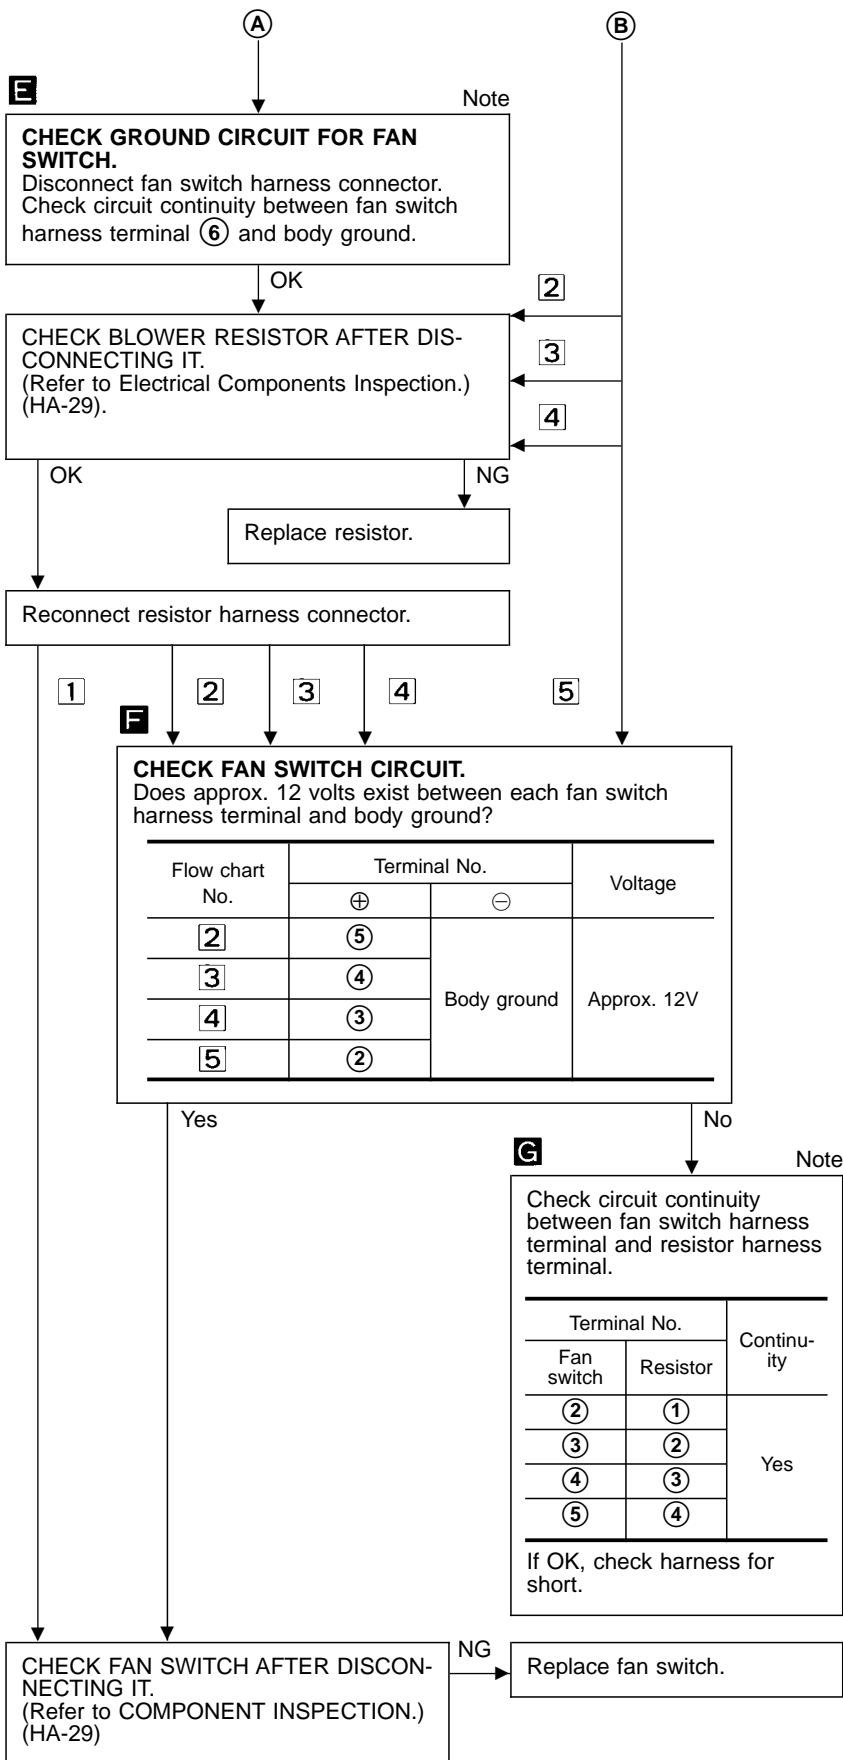 A
B
E
Note
CHECK GROUND CIRCUIT FOR FAN
SWITCH.
Disconnect fan switch harness connector.
Check circuit continuity between fan switch
harness terminal ⑥ and body ground.
OK
2
CHECK BLOWER RESISTOR AFTER DIS-
CONNECTING IT.
(Refer to Electrical Components Inspection.)
(HA-29).
3
4
OK
NG
Replace resistor.
Reconnect resistor harness connector.
1 2 3 4 5
F
CHECK FAN SWITCH CIRCUIT.
Does approx. 12 volts exist between each fan switch
harness terminal and body ground?
Flow chart
No.
Terminal No.
Voltage
⊕ ⊖
2 ⑤
3 ④
4 ③
5 ②
Body ground
Approx. 12V
Yes
No
G
Note
Check circuit continuity
between fan switch harness
terminal and resistor harness
terminal.
Terminal No.
Continu-
ity
Fan
switch
Resistor
② ①
③ ②
④ ③
⑤ ④
Yes
If OK, check harness for
short.
CHECK FAN SWITCH AFTER DISCON-
NECTING IT.
(Refer to COMPONENT INSPECTION.)
(HA-29)
NG
Replace fan switch.